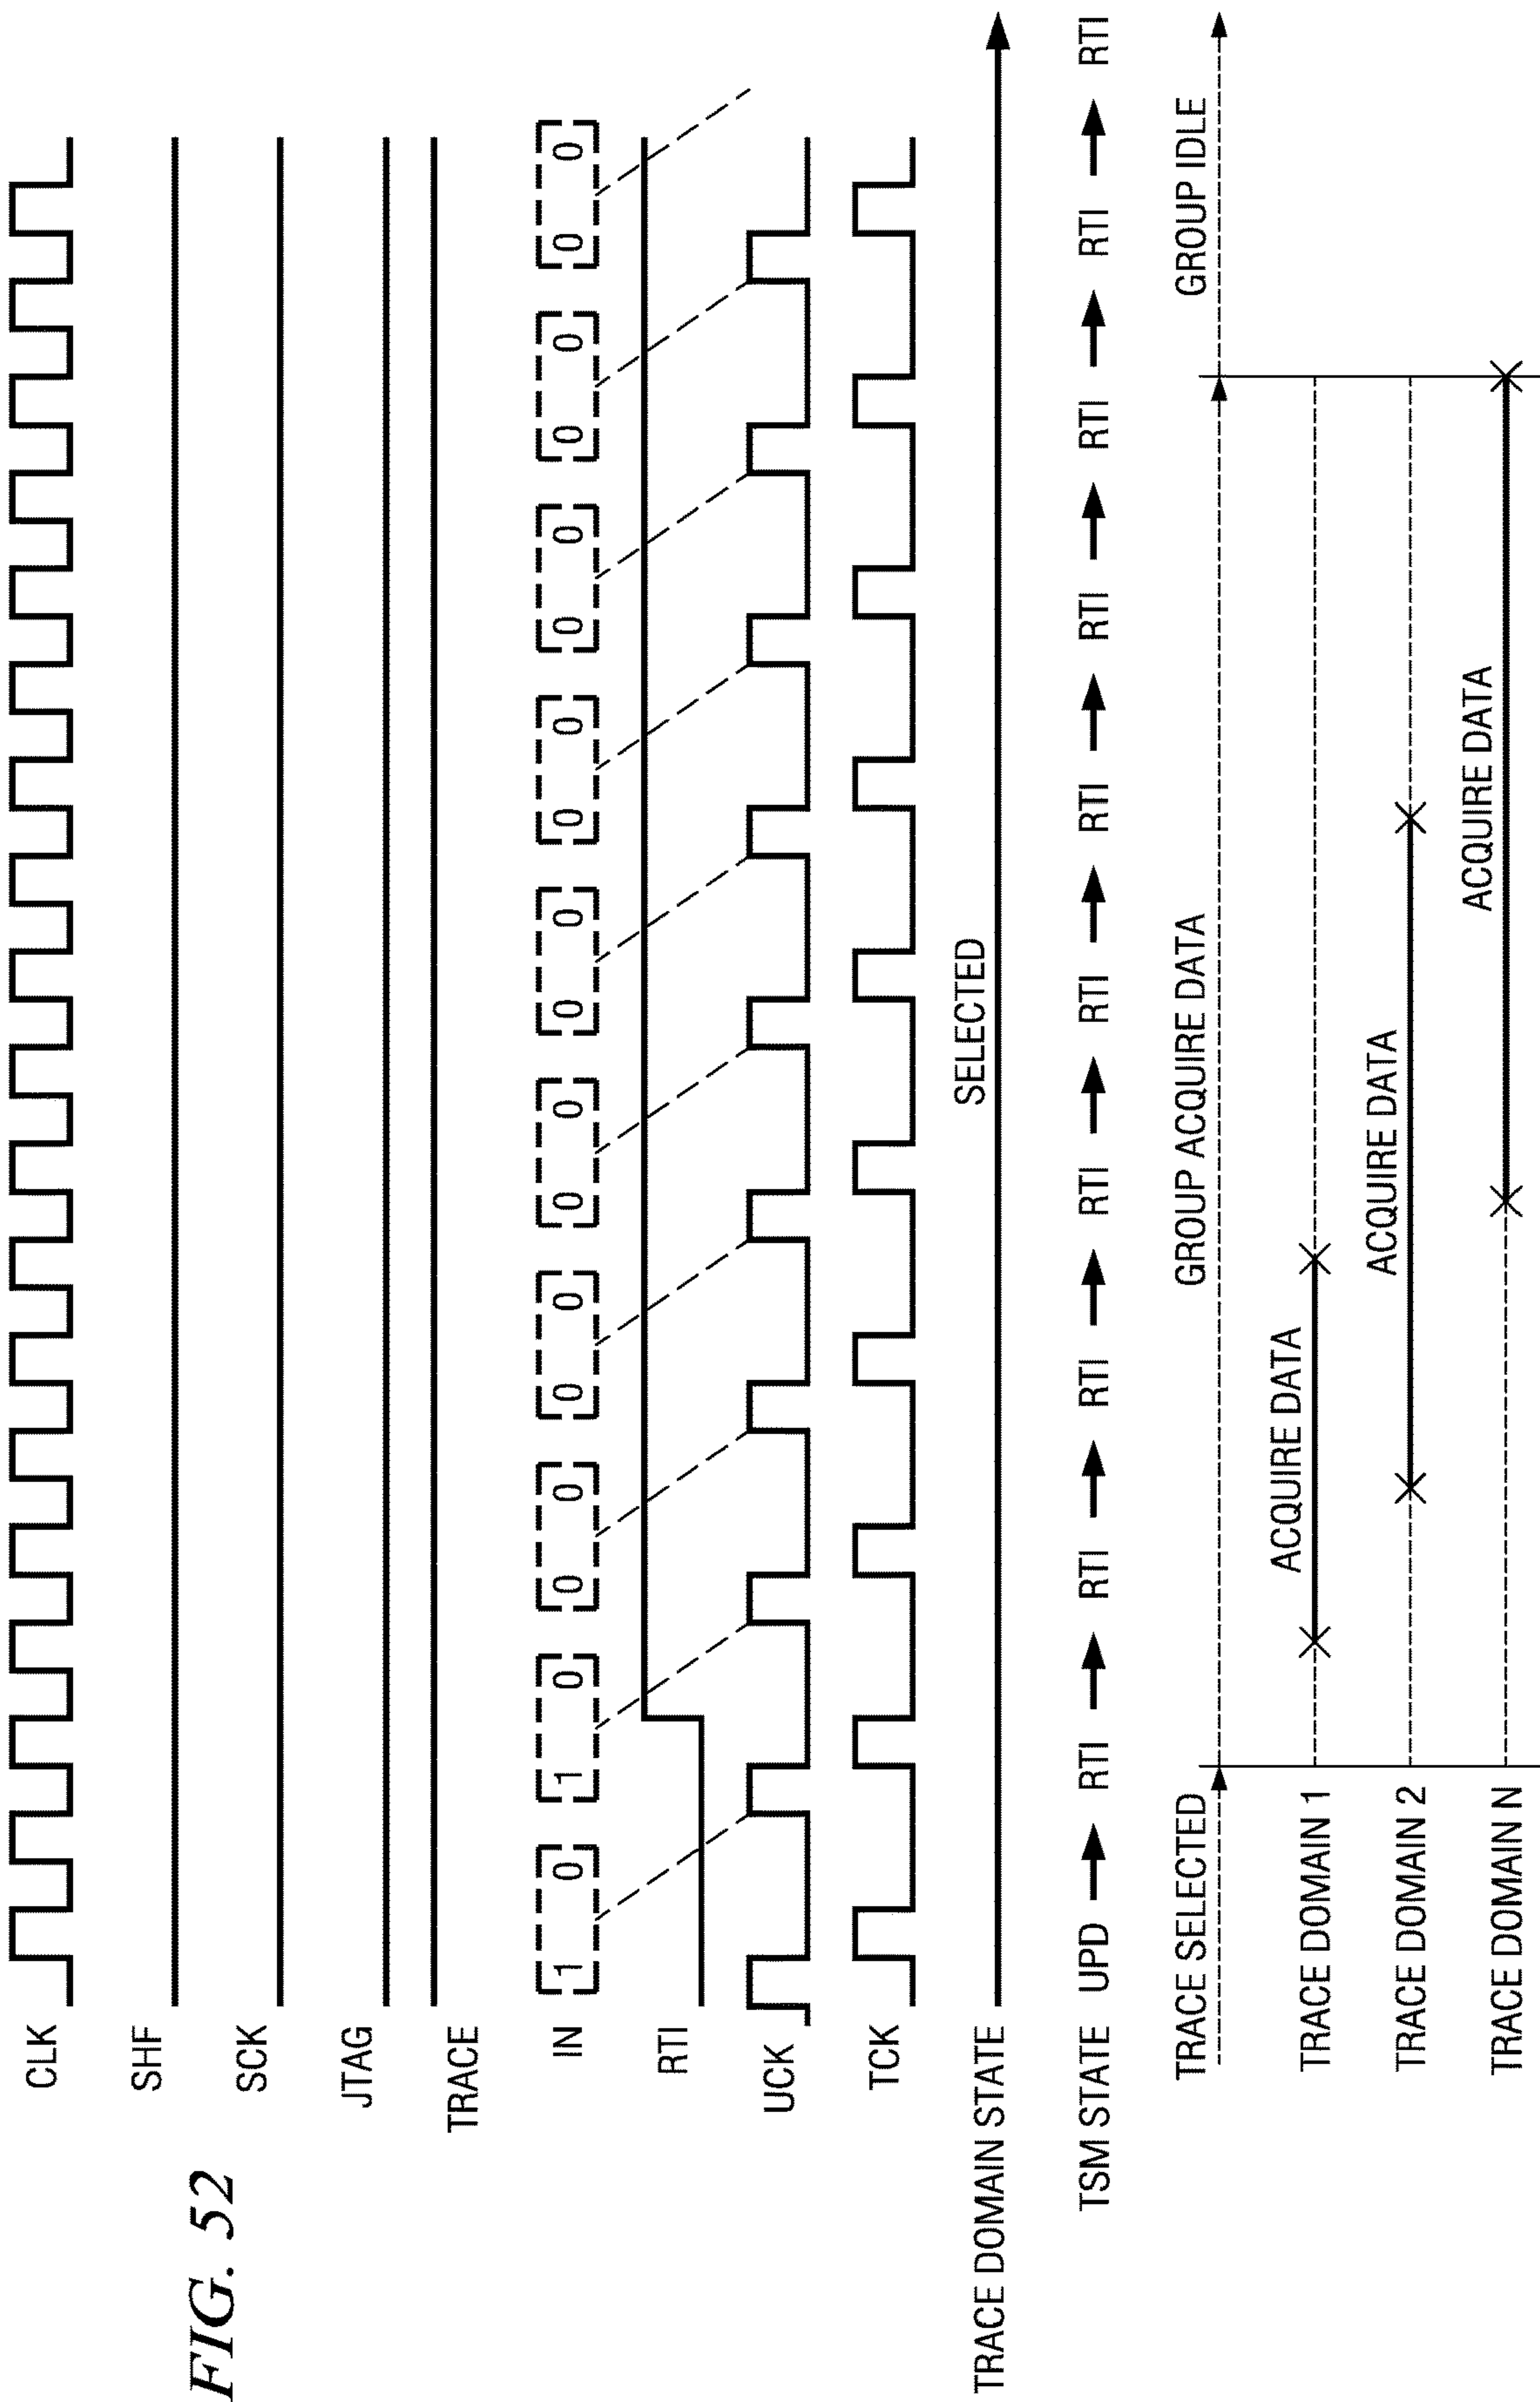 FIG. 52
CLK
SHF
SCK
JTAG
TRACE
IN 1 0 1 0 0 0 0 0 0 0 0 0 0 0 0 0 0 0 0 0
RTI
UCK
TCK
TRACE DOMAIN STATE SELECTED
TSM STATE UPD RTI RTI RTI RTI RTI RTI RTI RTI RTI RTI
TRACE SELECTED GROUP ACQUIRE DATA GROUP IDLE
TRACE DOMAIN 1 ACQUIRE DATA
TRACE DOMAIN 2 ACQUIRE DATA
TRACE DOMAIN N ACQUIRE DATA